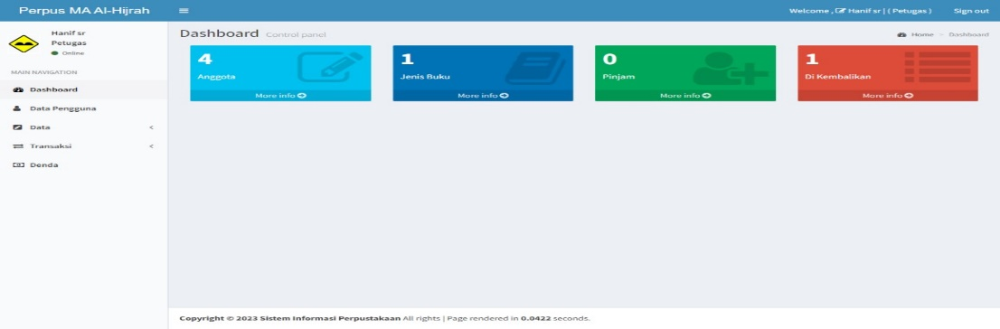 Perpus MA Al-Hijrah
Welcome , Hanif sr | ( Petugas )
Sign out
Hanif sr
Petugas
Online
MAIN NAVIGATION
Dashboard
Data Pengguna
Data <
Transaksi <
Denda
Dashboard Control panel
Home > Dashboard
4
Anggota
More info
1
Jenis Buku
More info
0
Pinjam
More info
1
Di Kembalikan
More info
Copyright © 2023 Sistem Informasi Perpustakaan All rights | Page rendered in 0.0422 seconds.